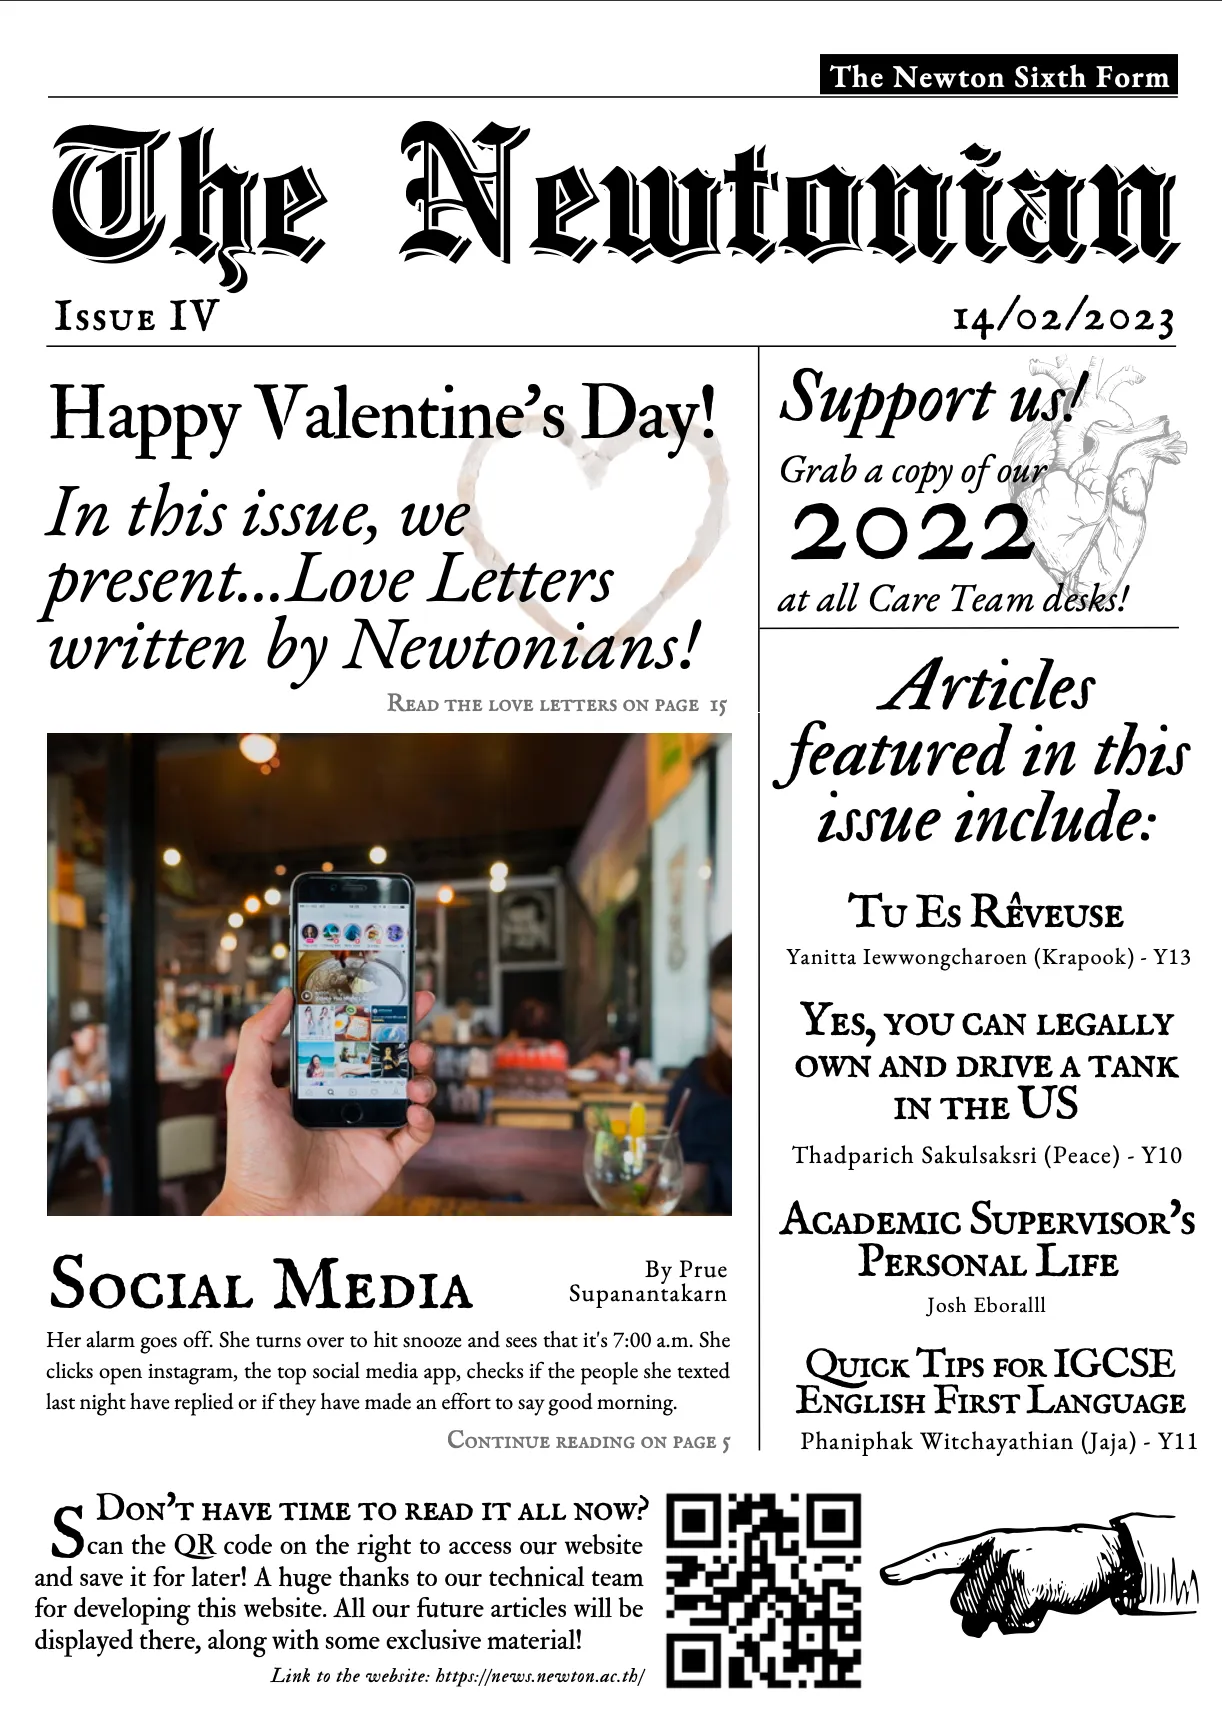 The Newton Sixth Form
The Newtonian
Issue IV
14/02/2023
Happy Valentine's Day!
In this issue, we
present...Love Letters
written by Newtonians!
Read the love letters on page 15
Support us!
Grab a copy of our
2022
at all Care Team desks!
Social Media
By Prue
Supanantakarn
Her alarm goes off. She turns over to hit snooze and sees that it's 7:00 a.m. She
clicks open instagram, the top social media app, checks if the people she texted
last night have replied or if they have made an effort to say good morning.
Continue reading on page 5
Articles
featured in this
issue include:
Tu Es Rêveuse
Yanitta Iewwongcharoen (Krapook) - Y13
Yes, you can legally
own and drive a tank
in the US
Thadparich Sakulsaksri (Peace) - Y10
Academic Supervisor's
Personal Life
Josh Eboralll
Quick Tips for IGCSE
English First Language
Phaniphak Witchayathian (Jaja) - Y11
Don't have time to read it all now?
Scan the QR code on the right to access our website
and save it for later! A huge thanks to our technical team
for developing this website. All our future articles will be
displayed there, along with some exclusive material!
Link to the website: https://news.newton.ac.th/